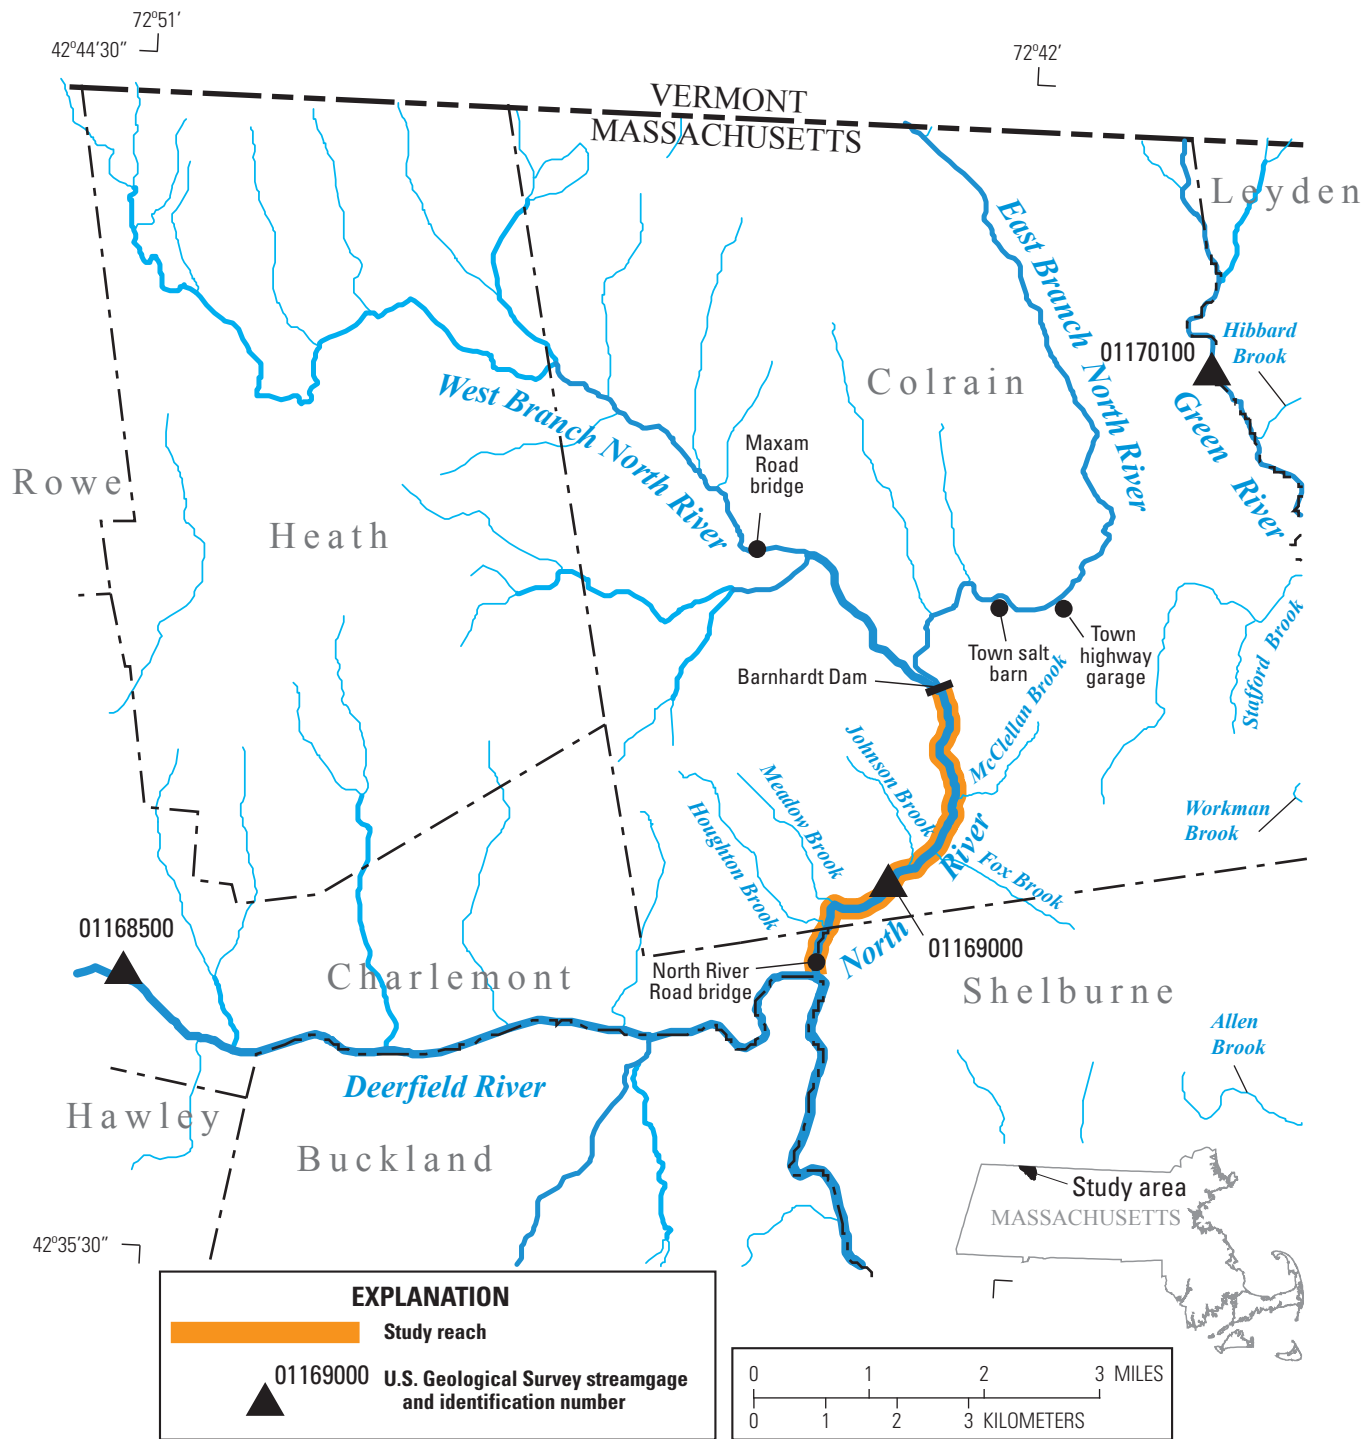 72°51'
42°44'30"
72°42'
VERMONT
MASSACHUSETTS
Leyden
East Branch North River
Hibbard
Brook
01170100
Green River
Colrain
West Branch North River
Maxam
Road
bridge
Rowe
Heath
Town salt
barn
Town
highway
garage
Stafford Brook
Barnhardt Dam
McClellan Brook
Johnson Brook
Meadow Brook
Houghton Brook
Workman
Brook
Fox Brook
North River
01168500
01169000
North River
Road bridge
Charlemont
Shelburne
Allen
Brook
Deerfield River
Hawley
Buckland
Study area
MASSACHUSETTS
42°35'30"
EXPLANATION
Study reach
01169000
U.S. Geological Survey streamgage
and identification number
0 1 2 3 MILES
0 1 2 3 KILOMETERS